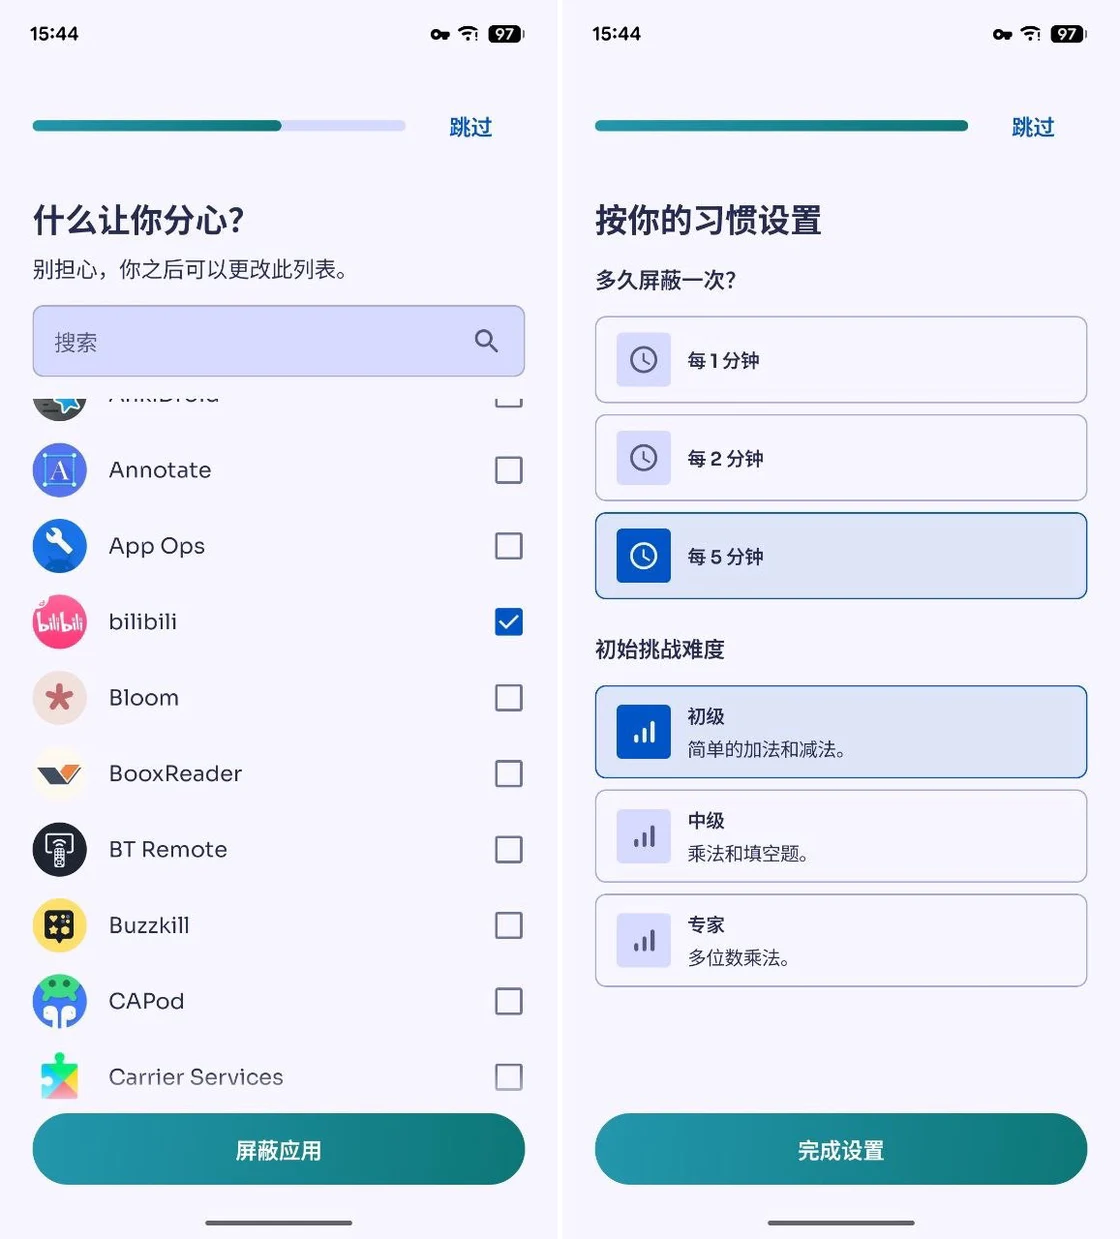 15:44
97
跳过
什么让你分心？
别担心，你之后可以更改此列表。
搜索
AnkiDroid
A
Annotate
App Ops
bilibili
bilibili
Bloom
BooxReader
BT Remote
Buzzkill
CAPod
Carrier Services
屏蔽应用
15:44
97
跳过
按你的习惯设置
多久屏蔽一次？
每 1 分钟
每 2 分钟
每 5 分钟
初始挑战难度
初级
简单的加法和减法。
中级
乘法和填空题。
专家
多位数乘法。
完成设置